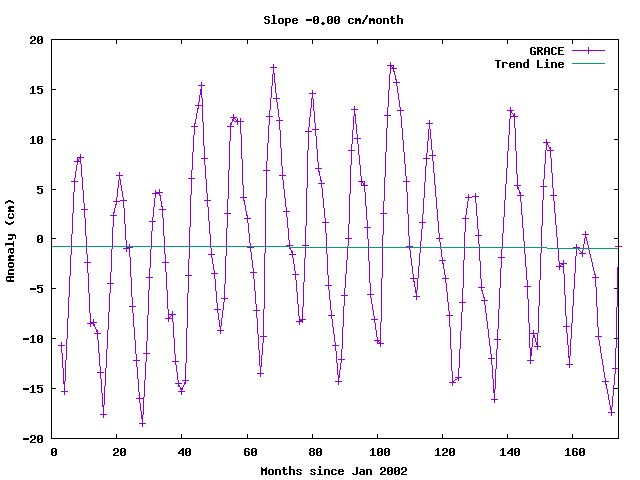 Slope -0.00 cm/month
GRACE
Trend Line
20
15
10
5
0
-5
-10
-15
-20
Anomaly (cm)
0 20 40 60 80 100 120 140 160
Months since Jan 2002